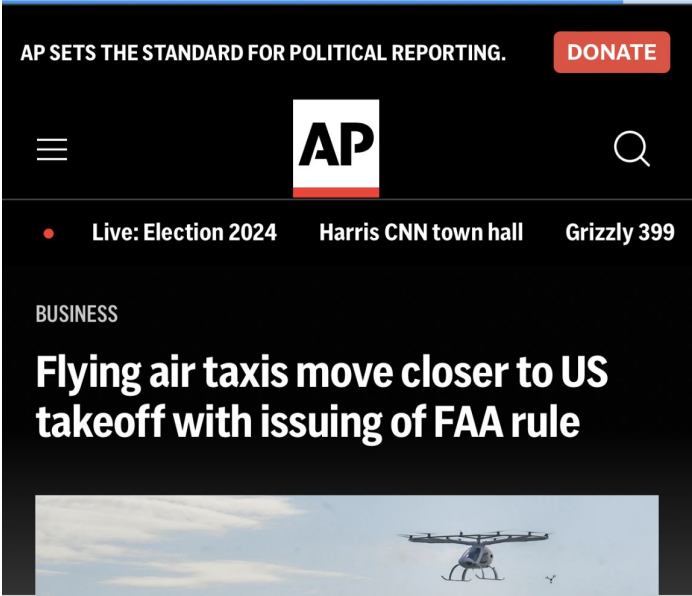 AP SETS THE STANDARD FOR POLITICAL REPORTING.
DONATE
AP
Live: Election 2024
Harris CNN town hall
Grizzly 399
BUSINESS
Flying air taxis move closer to US
takeoff with issuing of FAA rule